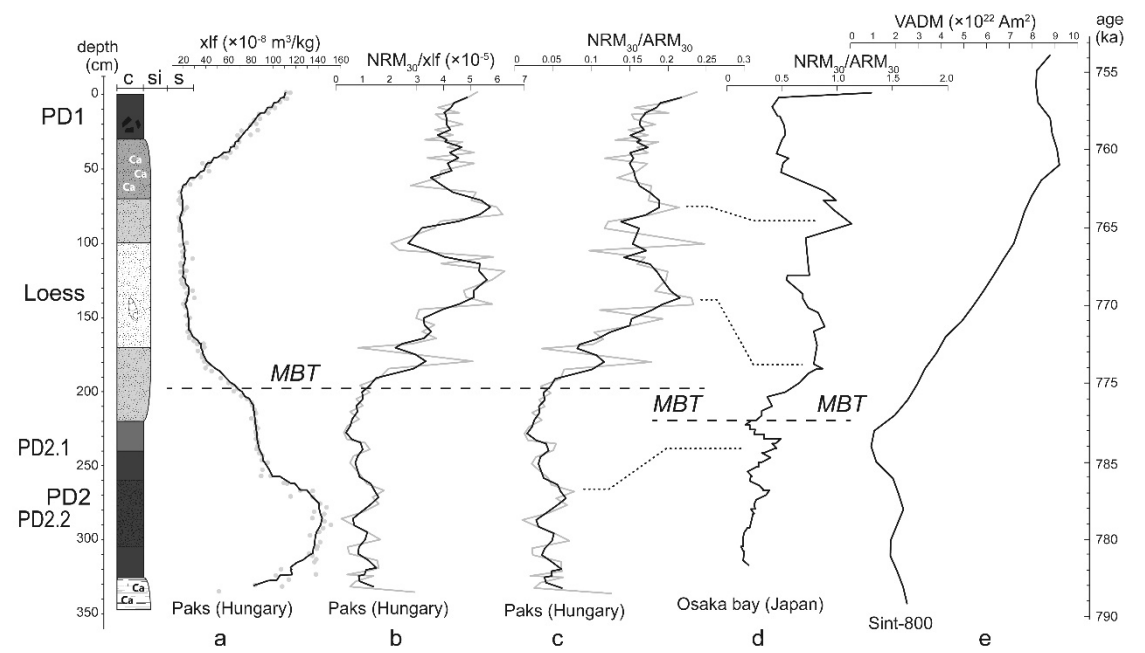 VADM (×10²² Am²)
0 1 2 3 4 5 6 7 8 9 10
age
(ka)
xlf (×10⁻⁸ m³/kg)
20 40 60 80 100 120 140 160
NRM₃₀/ARM₃₀
0 0.05 0.10 0.15 0.2 0.25 0.3
NRM₃₀/xlf (×10⁻⁵)
0 1 2 3 4 5 6 7
NRM₃₀/ARM₃₀
0 0.5 1.0 1.5 2.0
depth
(cm)
c si s
0
50
100
150
200
250
300
350
PD1
Loess
PD2.1
PD2
PD2.2
Ca
Ca
Ca
Ca
Ca
MBT
MBT
MBT
755
760
765
770
775
785
780
790
Paks (Hungary)
Paks (Hungary)
Paks (Hungary)
Osaka bay (Japan)
Sint-800
a
b
c
d
e